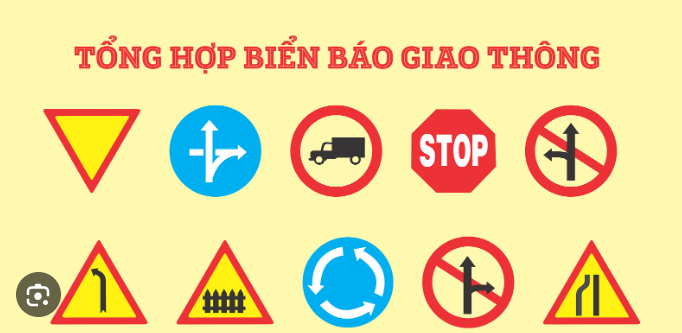 TỔNG HỢP BIỂN BÁO GIAO THÔNG
STOP